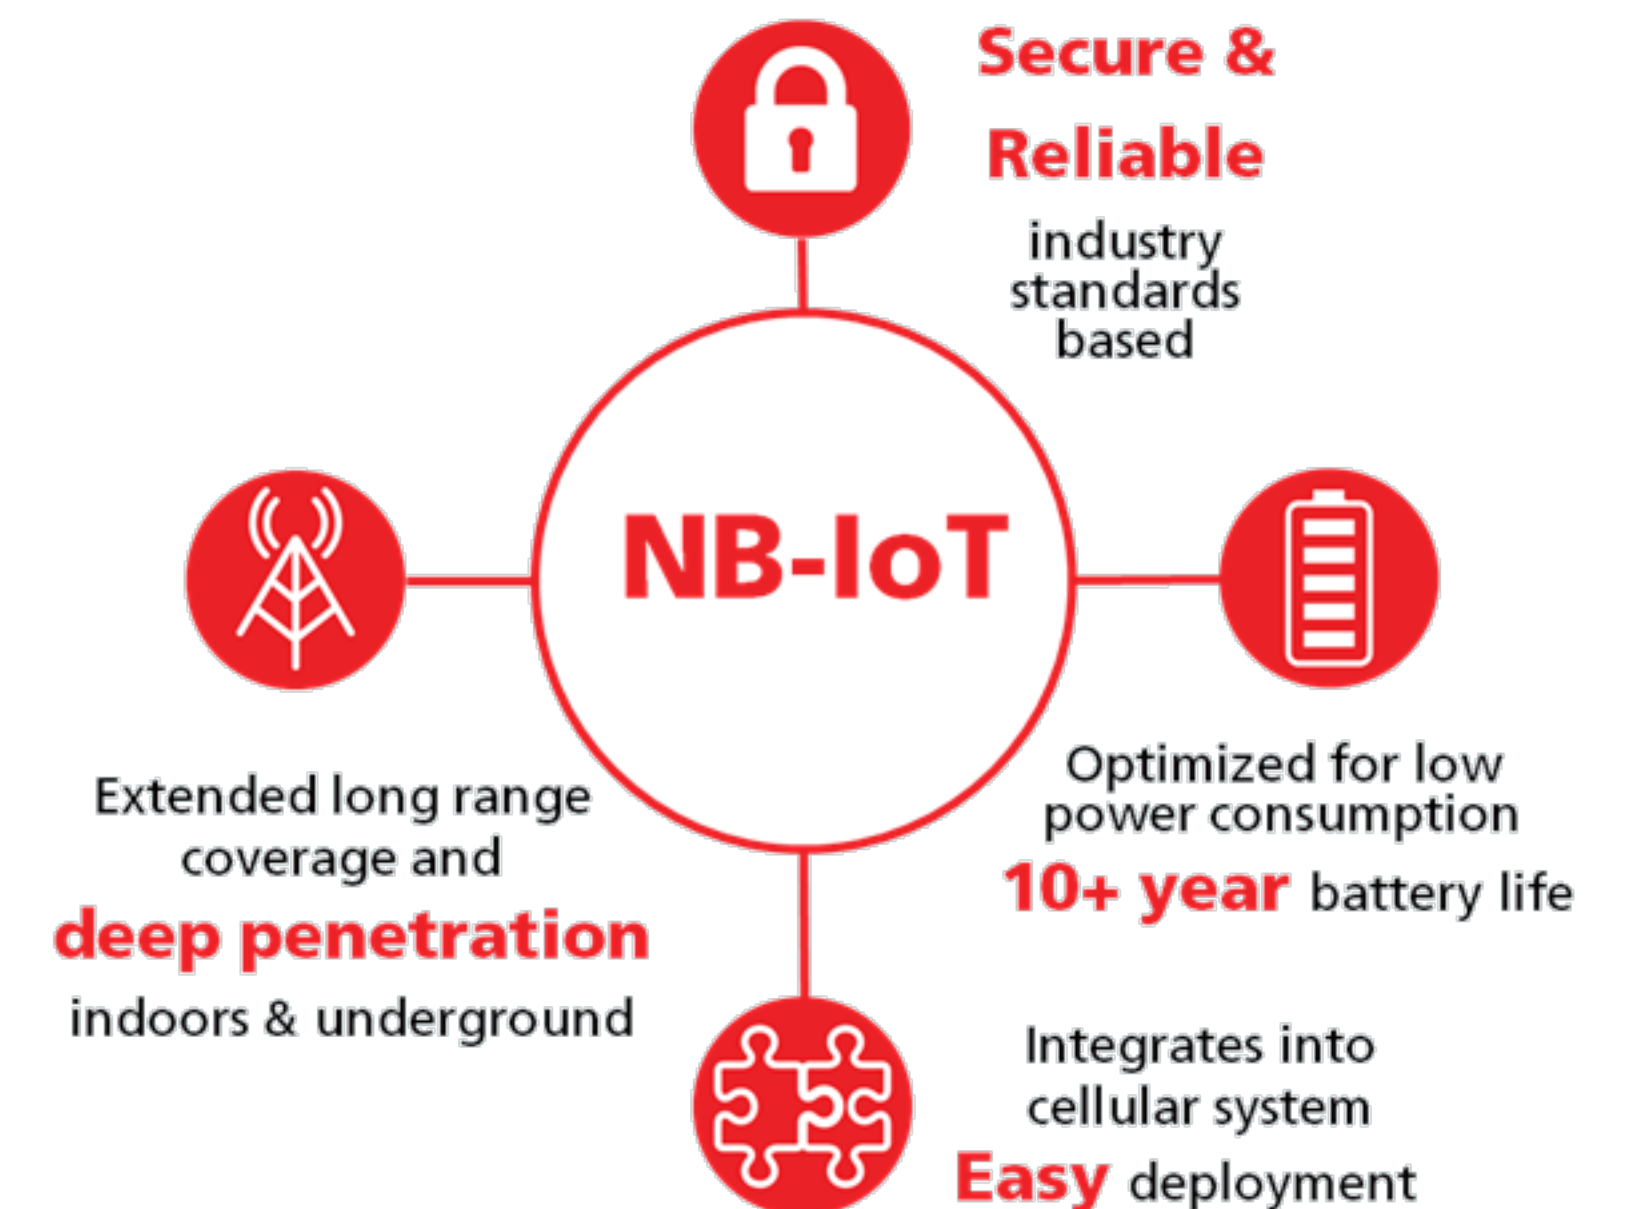 Secure &
Reliable
industry
standards
based
NB-IoT
Extended long range
coverage and
deep penetration
indoors & underground
Optimized for low
power consumption
10+ year battery life
Integrates into
cellular system
Easy deployment